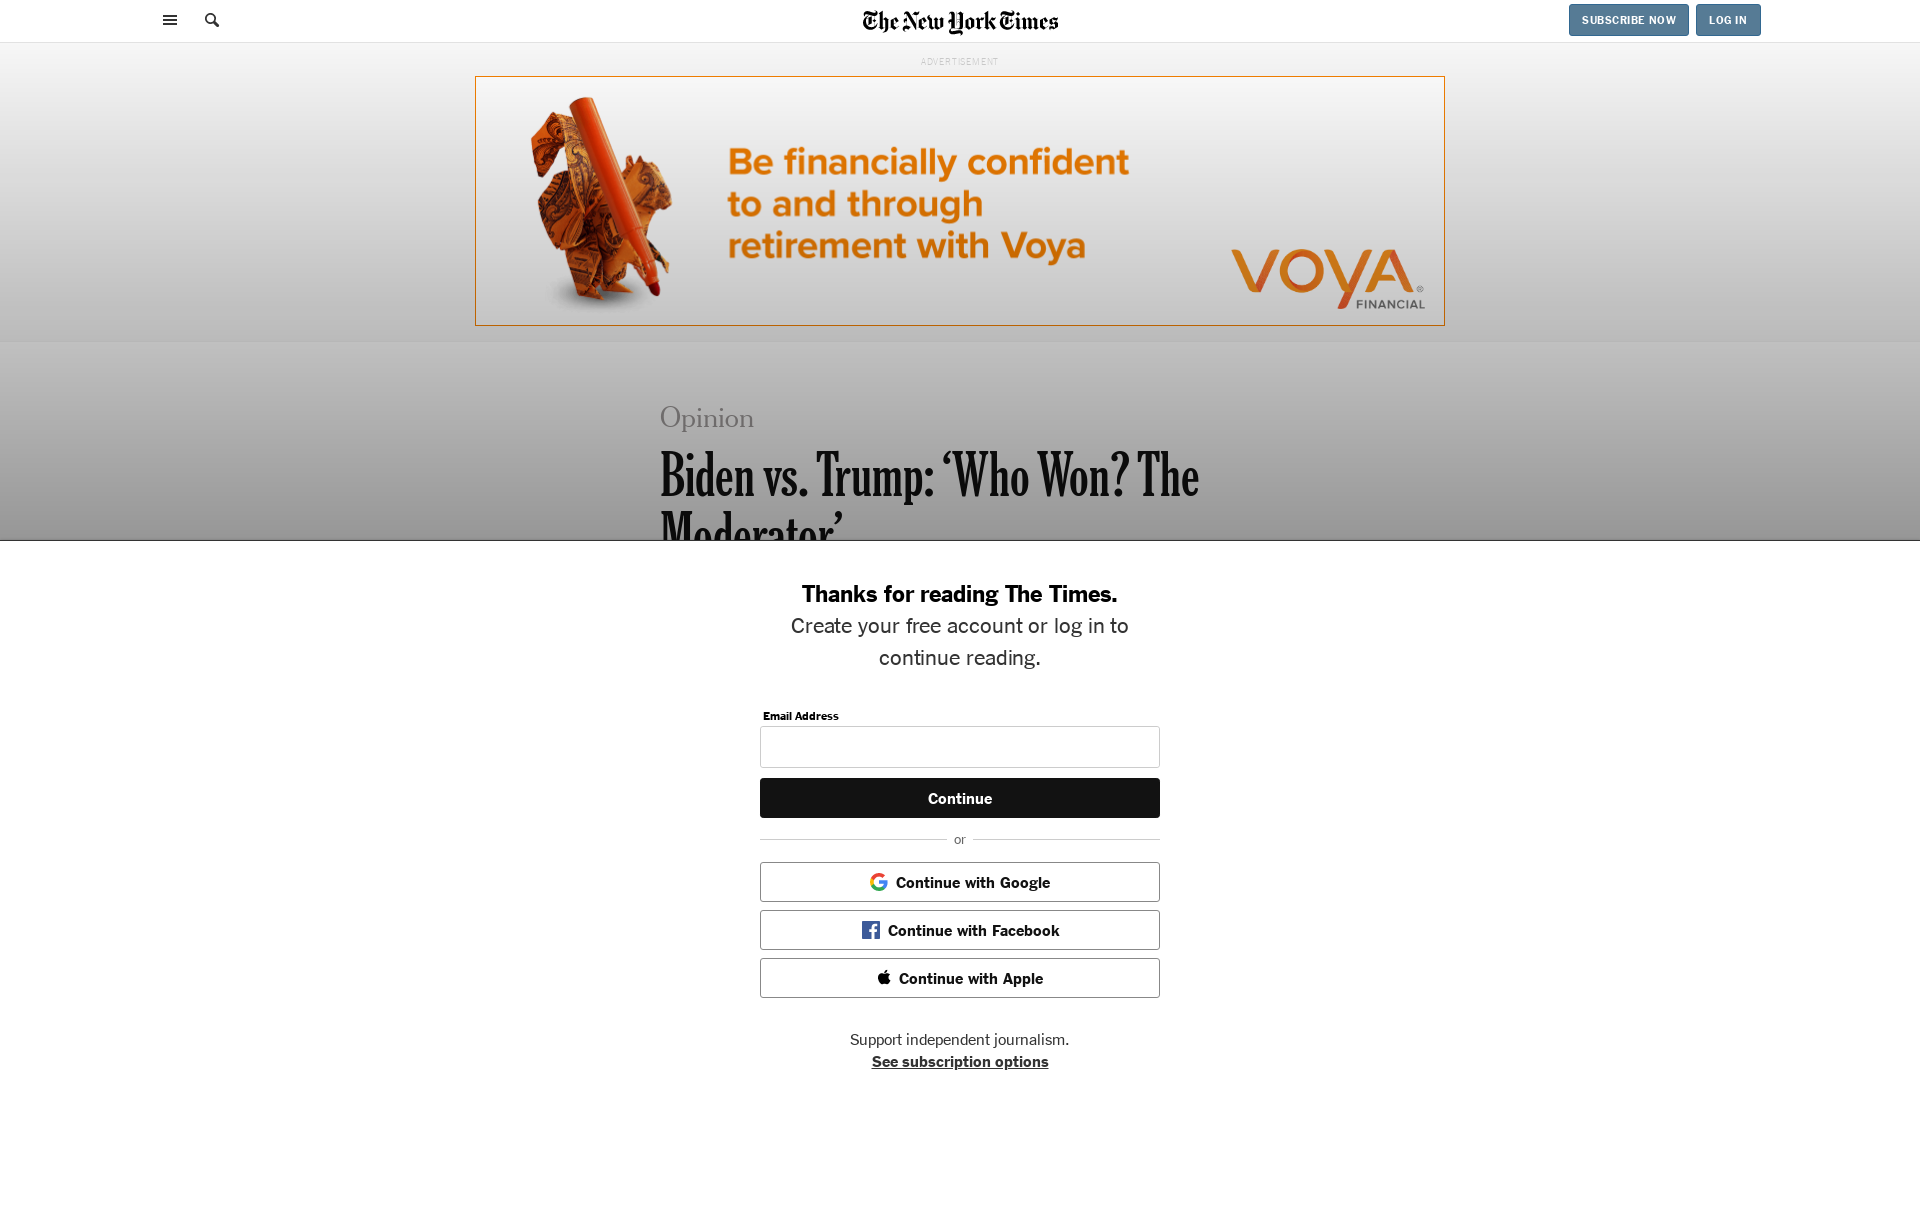 The New York Times
SUBSCRIBE NOW
LOG IN
ADVERTISEMENT
Be financially confident
to and through
retirement with Voya
VOYA®
FINANCIAL
Opinion
Biden vs. Trump: ‘Who Won? The
Moderator’
Thanks for reading The Times.
Create your free account or log in to
continue reading.
Email Address
Continue
or
Continue with Google
Continue with Facebook
Continue with Apple
Support independent journalism.
See subscription options